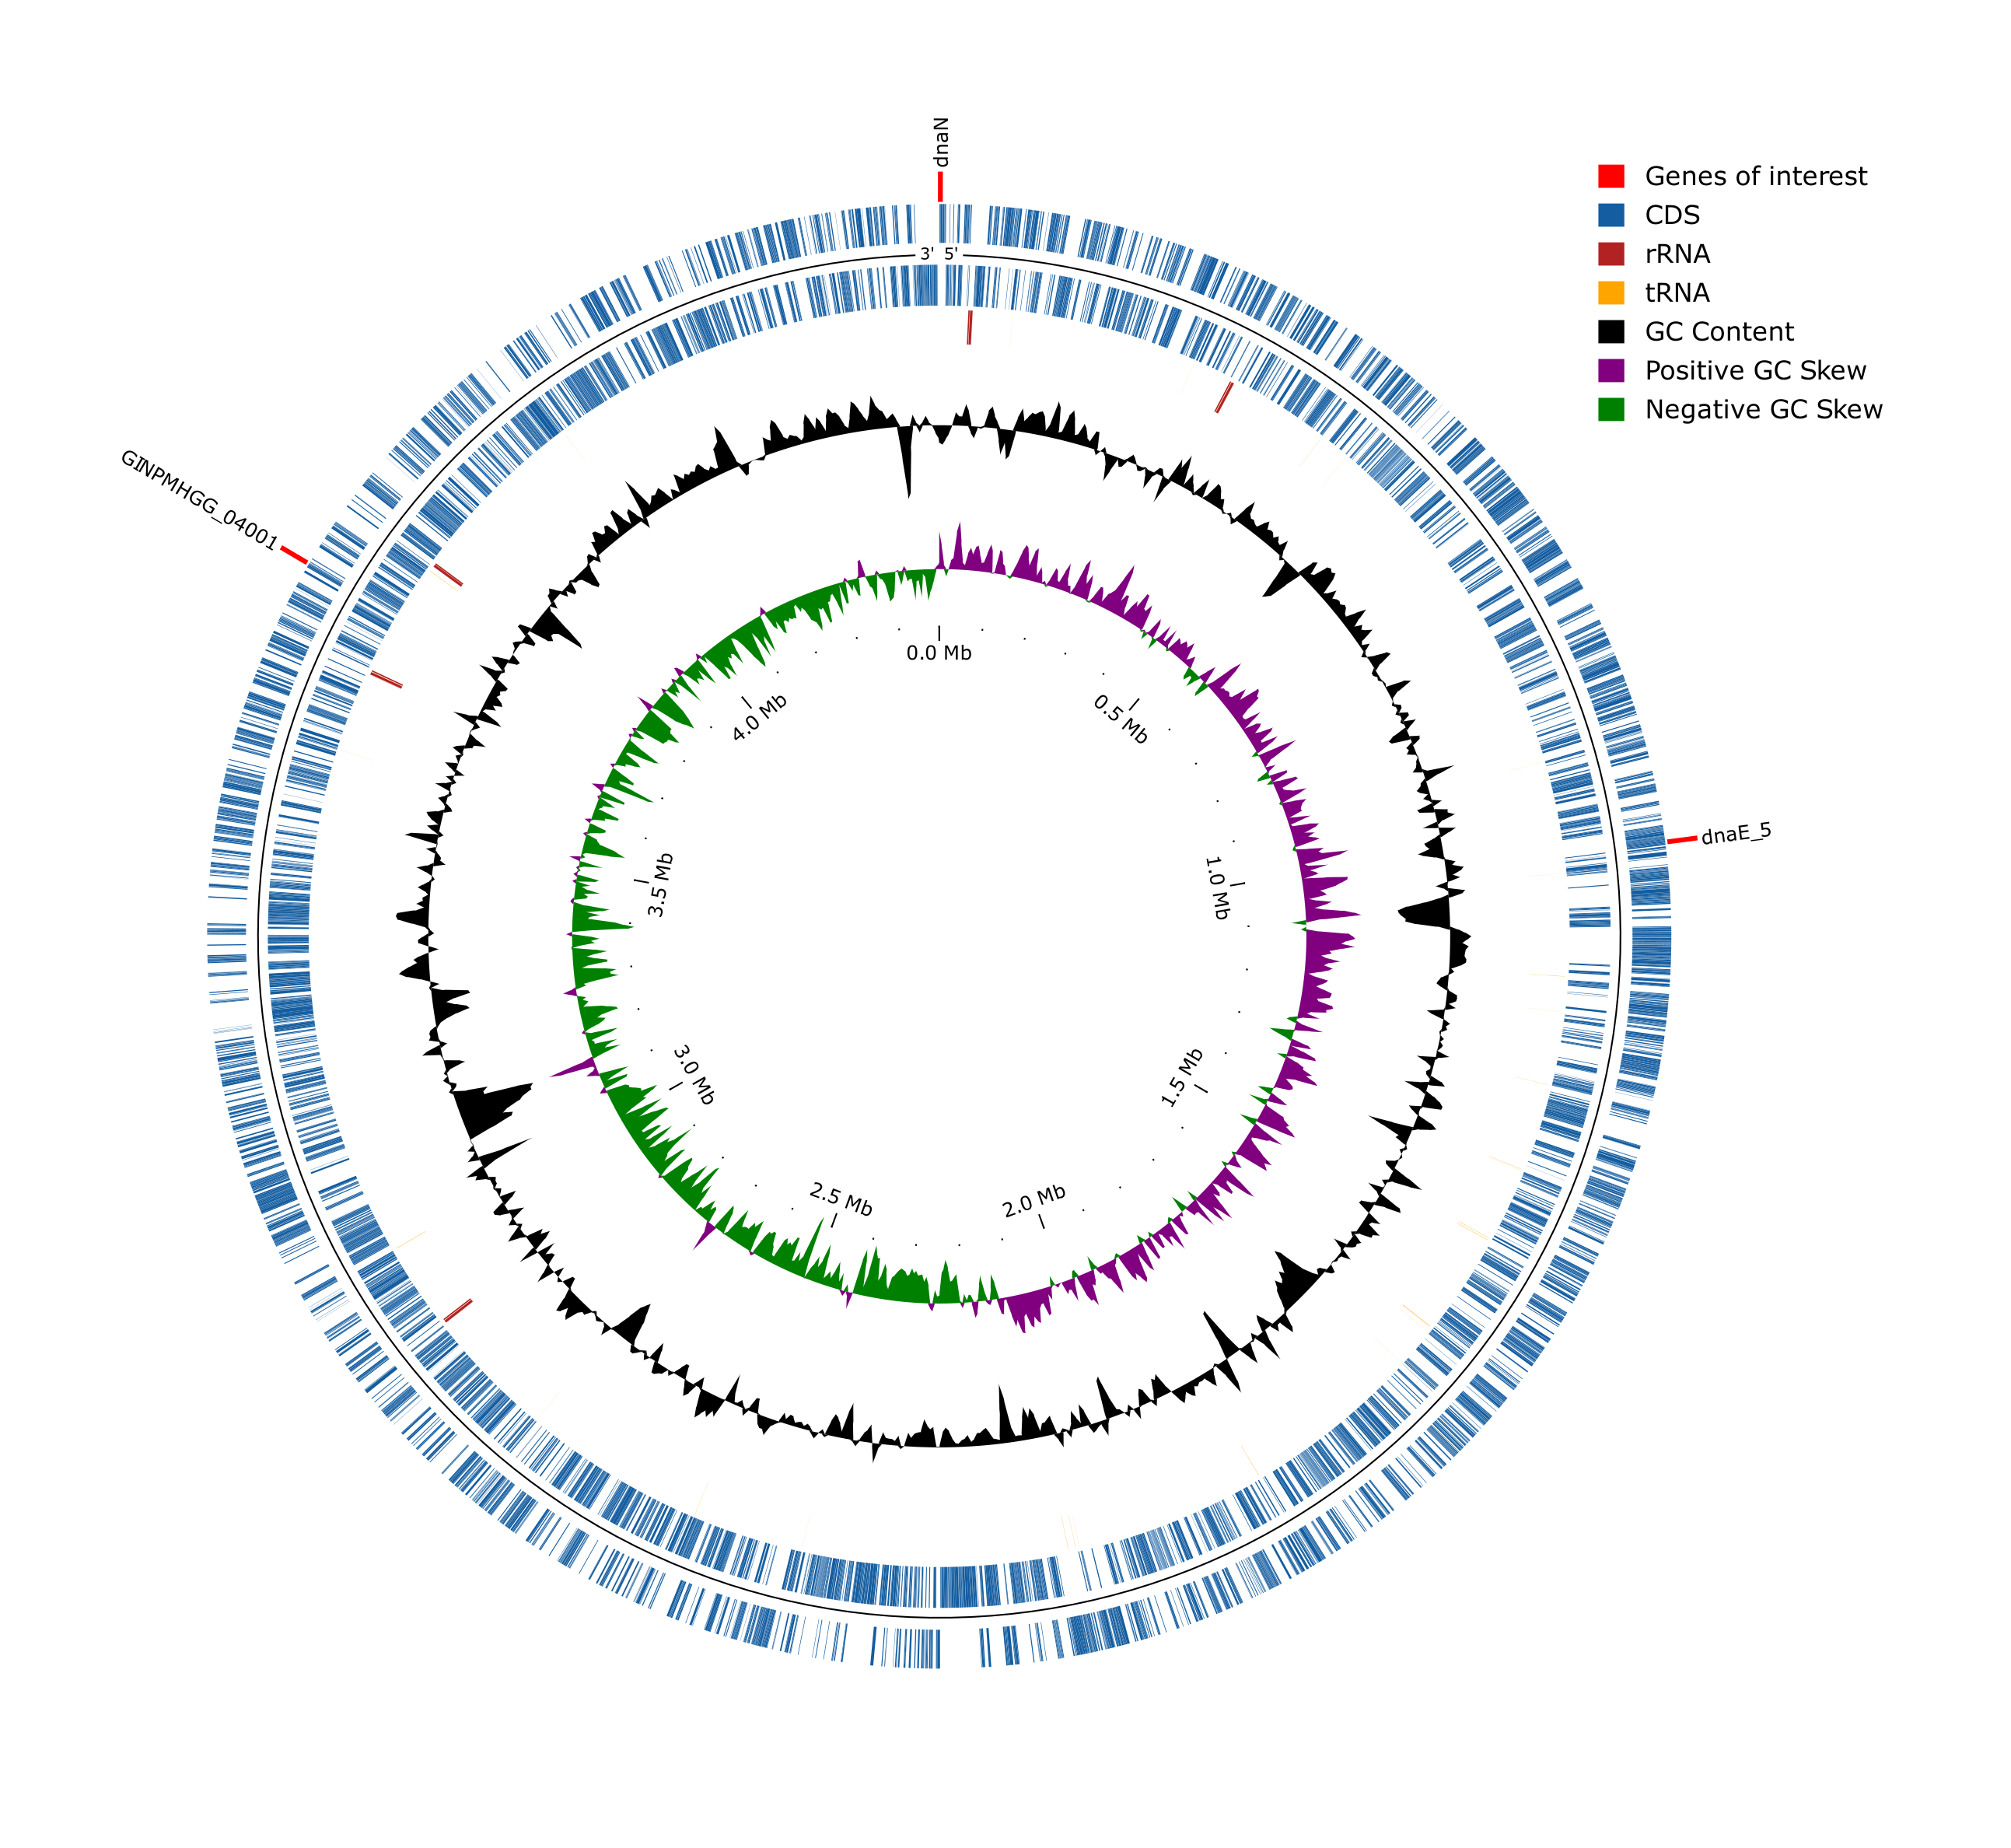 dnaN
Genes of interest
CDS
rRNA
tRNA
GC Content
Positive GC Skew
Negative GC Skew
3' 5'
GINPMHGG_04001
dnaE_5
0.0 Mb
0.5 Mb
1.0 Mb
1.5 Mb
2.0 Mb
2.5 Mb
3.0 Mb
3.5 Mb
4.0 Mb